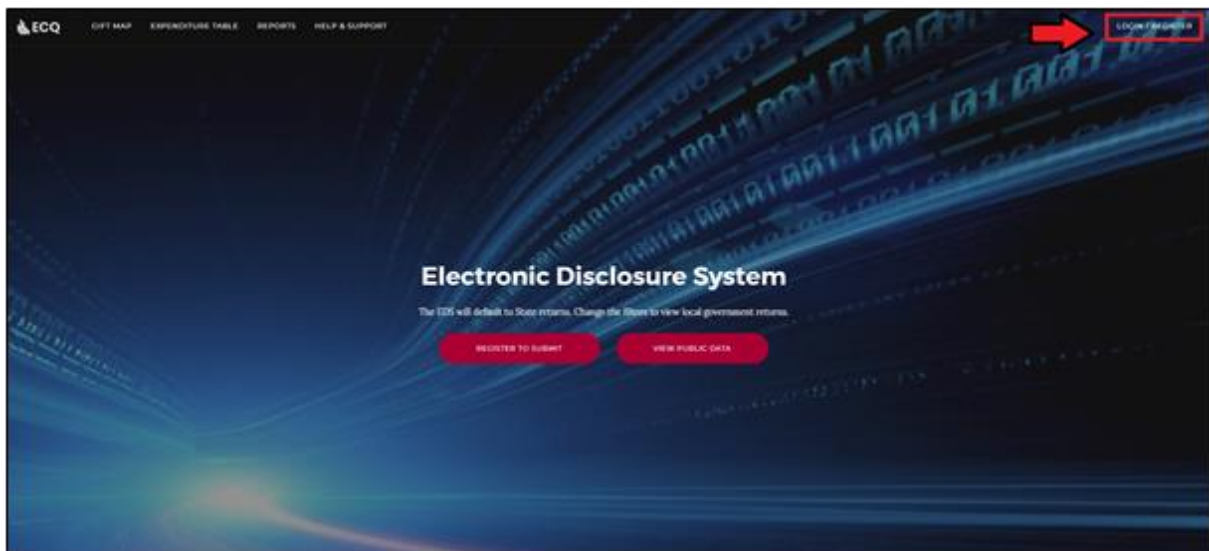 ECQ GIFT MAP EXPENDITURE TABLE REPORTS HELP & SUPPORT LOGIN / REGISTER
Electronic Disclosure System
The EDS will default to State returns. Change the filters to view local government returns.
REGISTER TO SUBMIT VIEW PUBLIC DATA